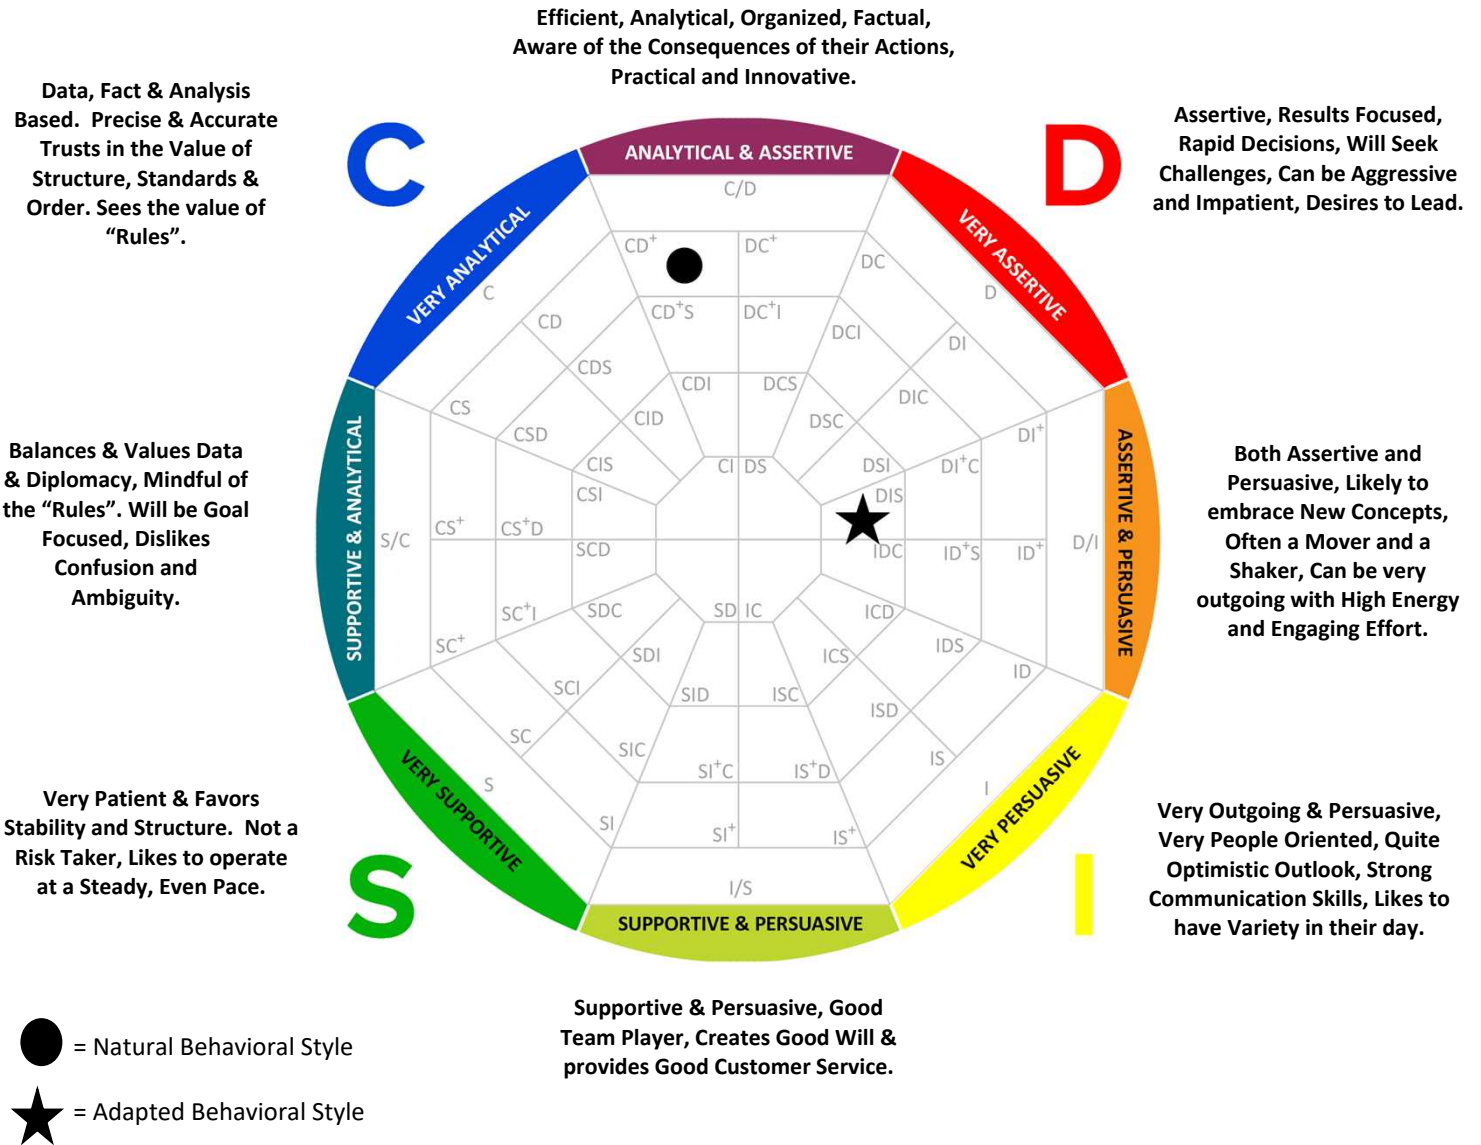 Efficient, Analytical, Organized, Factual,
Aware of the Consequences of their Actions,
Practical and Innovative.
Data, Fact & Analysis
Based.  Precise & Accurate
Trusts in the Value of
Structure, Standards &
Order. Sees the value of
“Rules”.
C
D
Assertive, Results Focused,
Rapid Decisions, Will Seek
Challenges, Can be Aggressive
and Impatient, Desires to Lead.
ANALYTICAL & ASSERTIVE
VERY ANALYTICAL
VERY ASSERTIVE
C/D
CD+
DC+
DC
C
D
CD
CD+S
DC+I
DCI
DI
CDS
CDI
DCS
DIC
CS
CID
DSC
DI+
CSD
CIS
CI
DS
DSI
DI+C
CSI
DIS
Balances & Values Data
& Diplomacy, Mindful of
the “Rules”. Will be Goal
Focused, Dislikes
Confusion and
Ambiguity.
SUPPORTIVE & ANALYTICAL
S/C
CS+
CS+D
SCD
IDC
ID+S
ID+
D/I
ASSERTIVE & PERSUASIVE
Both Assertive and
Persuasive, Likely to
embrace New Concepts,
Often a Mover and a
Shaker, Can be very
outgoing with High Energy
and Engaging Effort.
SC+I
SDC
SD
IC
ICD
SC+
SDI
ICS
IDS
ID
SCI
SID
ISC
ISD
SC
SIC
SI+C
IS+D
IS
S
I
SI
SI+
IS+
I/S
VERY SUPPORTIVE
VERY PERSUASIVE
SUPPORTIVE & PERSUASIVE
Very Patient & Favors
Stability and Structure.  Not a
Risk Taker, Likes to operate
at a Steady, Even Pace.
S
I
Very Outgoing & Persuasive,
Very People Oriented, Quite
Optimistic Outlook, Strong
Communication Skills, Likes to
have Variety in their day.
Supportive & Persuasive, Good
Team Player, Creates Good Will &
provides Good Customer Service.
= Natural Behavioral Style
= Adapted Behavioral Style